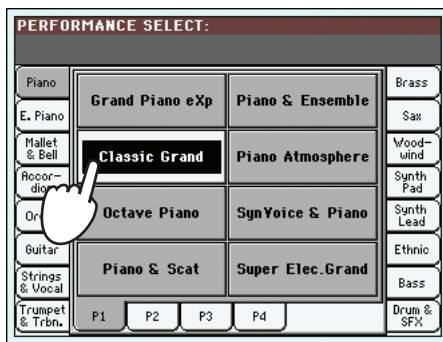 PERFORMANCE SELECT:
Piano
E. Piano
Mallet
& Bell
Accor-
Guitar
Strings
& Vocal
Trumpet
& Trbn.
Grand Piano eXp
Piano & Ensemble
Classic Grand
Piano Atmosphere
Octave Piano
SynVoice & Piano
Piano & Scat
Super Elec.Grand
Brass
Sax
Wood-
wind
Synth
Pad
Synth
Lead
Ethnic
Bass
Drum &
SFX
P1
P2
P3
P4